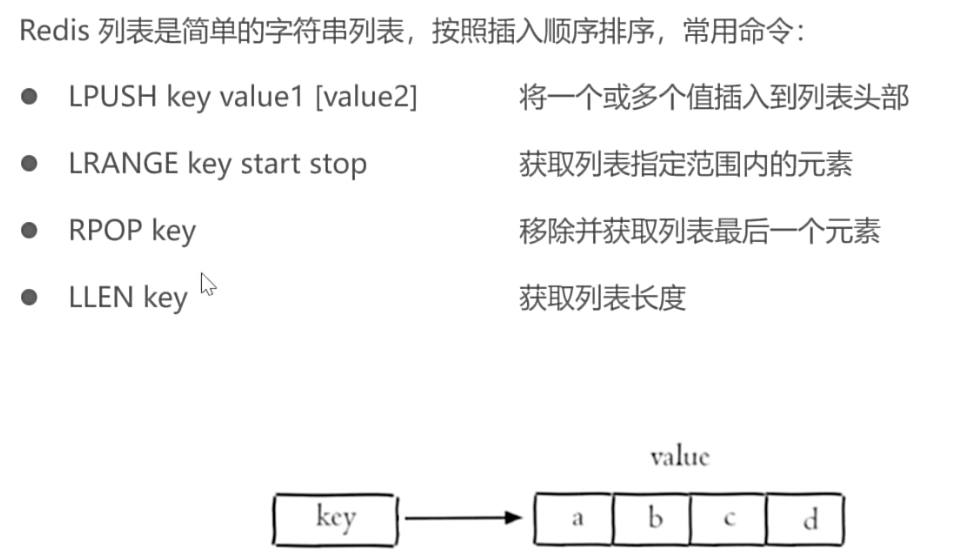 Redis 列表是简单的字符串列表，按照插入顺序排序，常用命令：
● LPUSH key value1 [value2] 将一个或多个值插入到列表头部
● LRANGE key start stop 获取列表指定范围内的元素
● RPOP key 移除并获取列表最后一个元素
● LLEN key 获取列表长度
value
key a b c d